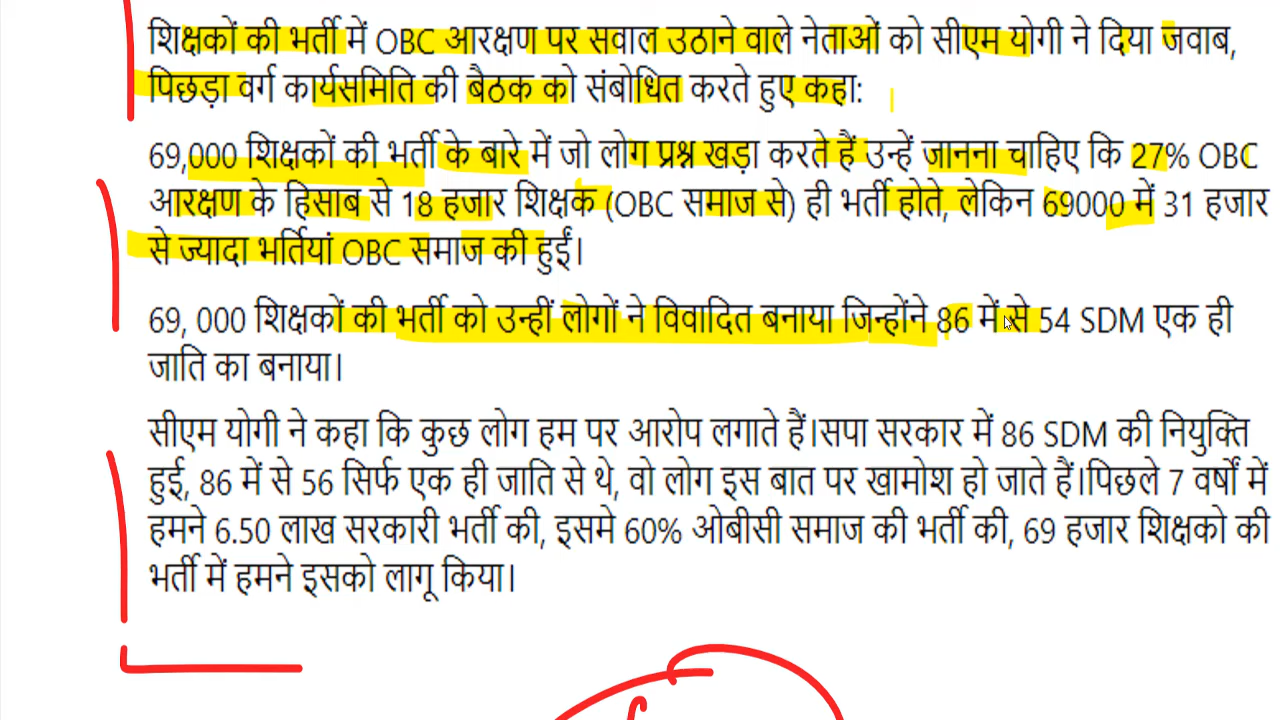 शिक्षकों की भर्ती में OBC आरक्षण पर सवाल उठाने वाले नेताओं को सीएम योगी ने दिया जवाब,
पिछड़ा वर्ग कार्यसमिति की बैठक को संबोधित करते हुए कहा:
69,000 शिक्षकों की भर्ती के बारे में जो लोग प्रश्न खड़ा करते हैं उन्हें जानना चाहिए कि 27% OBC
आरक्षण के हिसाब से 18 हजार शिक्षक (OBC समाज से) ही भर्ती होते, लेकिन 69000 में 31 हजार
से ज्यादा भर्तियां OBC समाज की हुईं।
69, 000 शिक्षकों की भर्ती को उन्हीं लोगों ने विवादित बनाया जिन्होंने 86 में से 54 SDM एक ही
जाति का बनाया।
सीएम योगी ने कहा कि कुछ लोग हम पर आरोप लगाते हैं।सपा सरकार में 86 SDM की नियुक्ति
हुई, 86 में से 56 सिर्फ एक ही जाति से थे, वो लोग इस बात पर खामोश हो जाते हैं।पिछले 7 वर्षों में
हमने 6.50 लाख सरकारी भर्ती की, इसमे 60% ओबीसी समाज की भर्ती की, 69 हजार शिक्षको की
भर्ती में हमने इसको लागू किया।